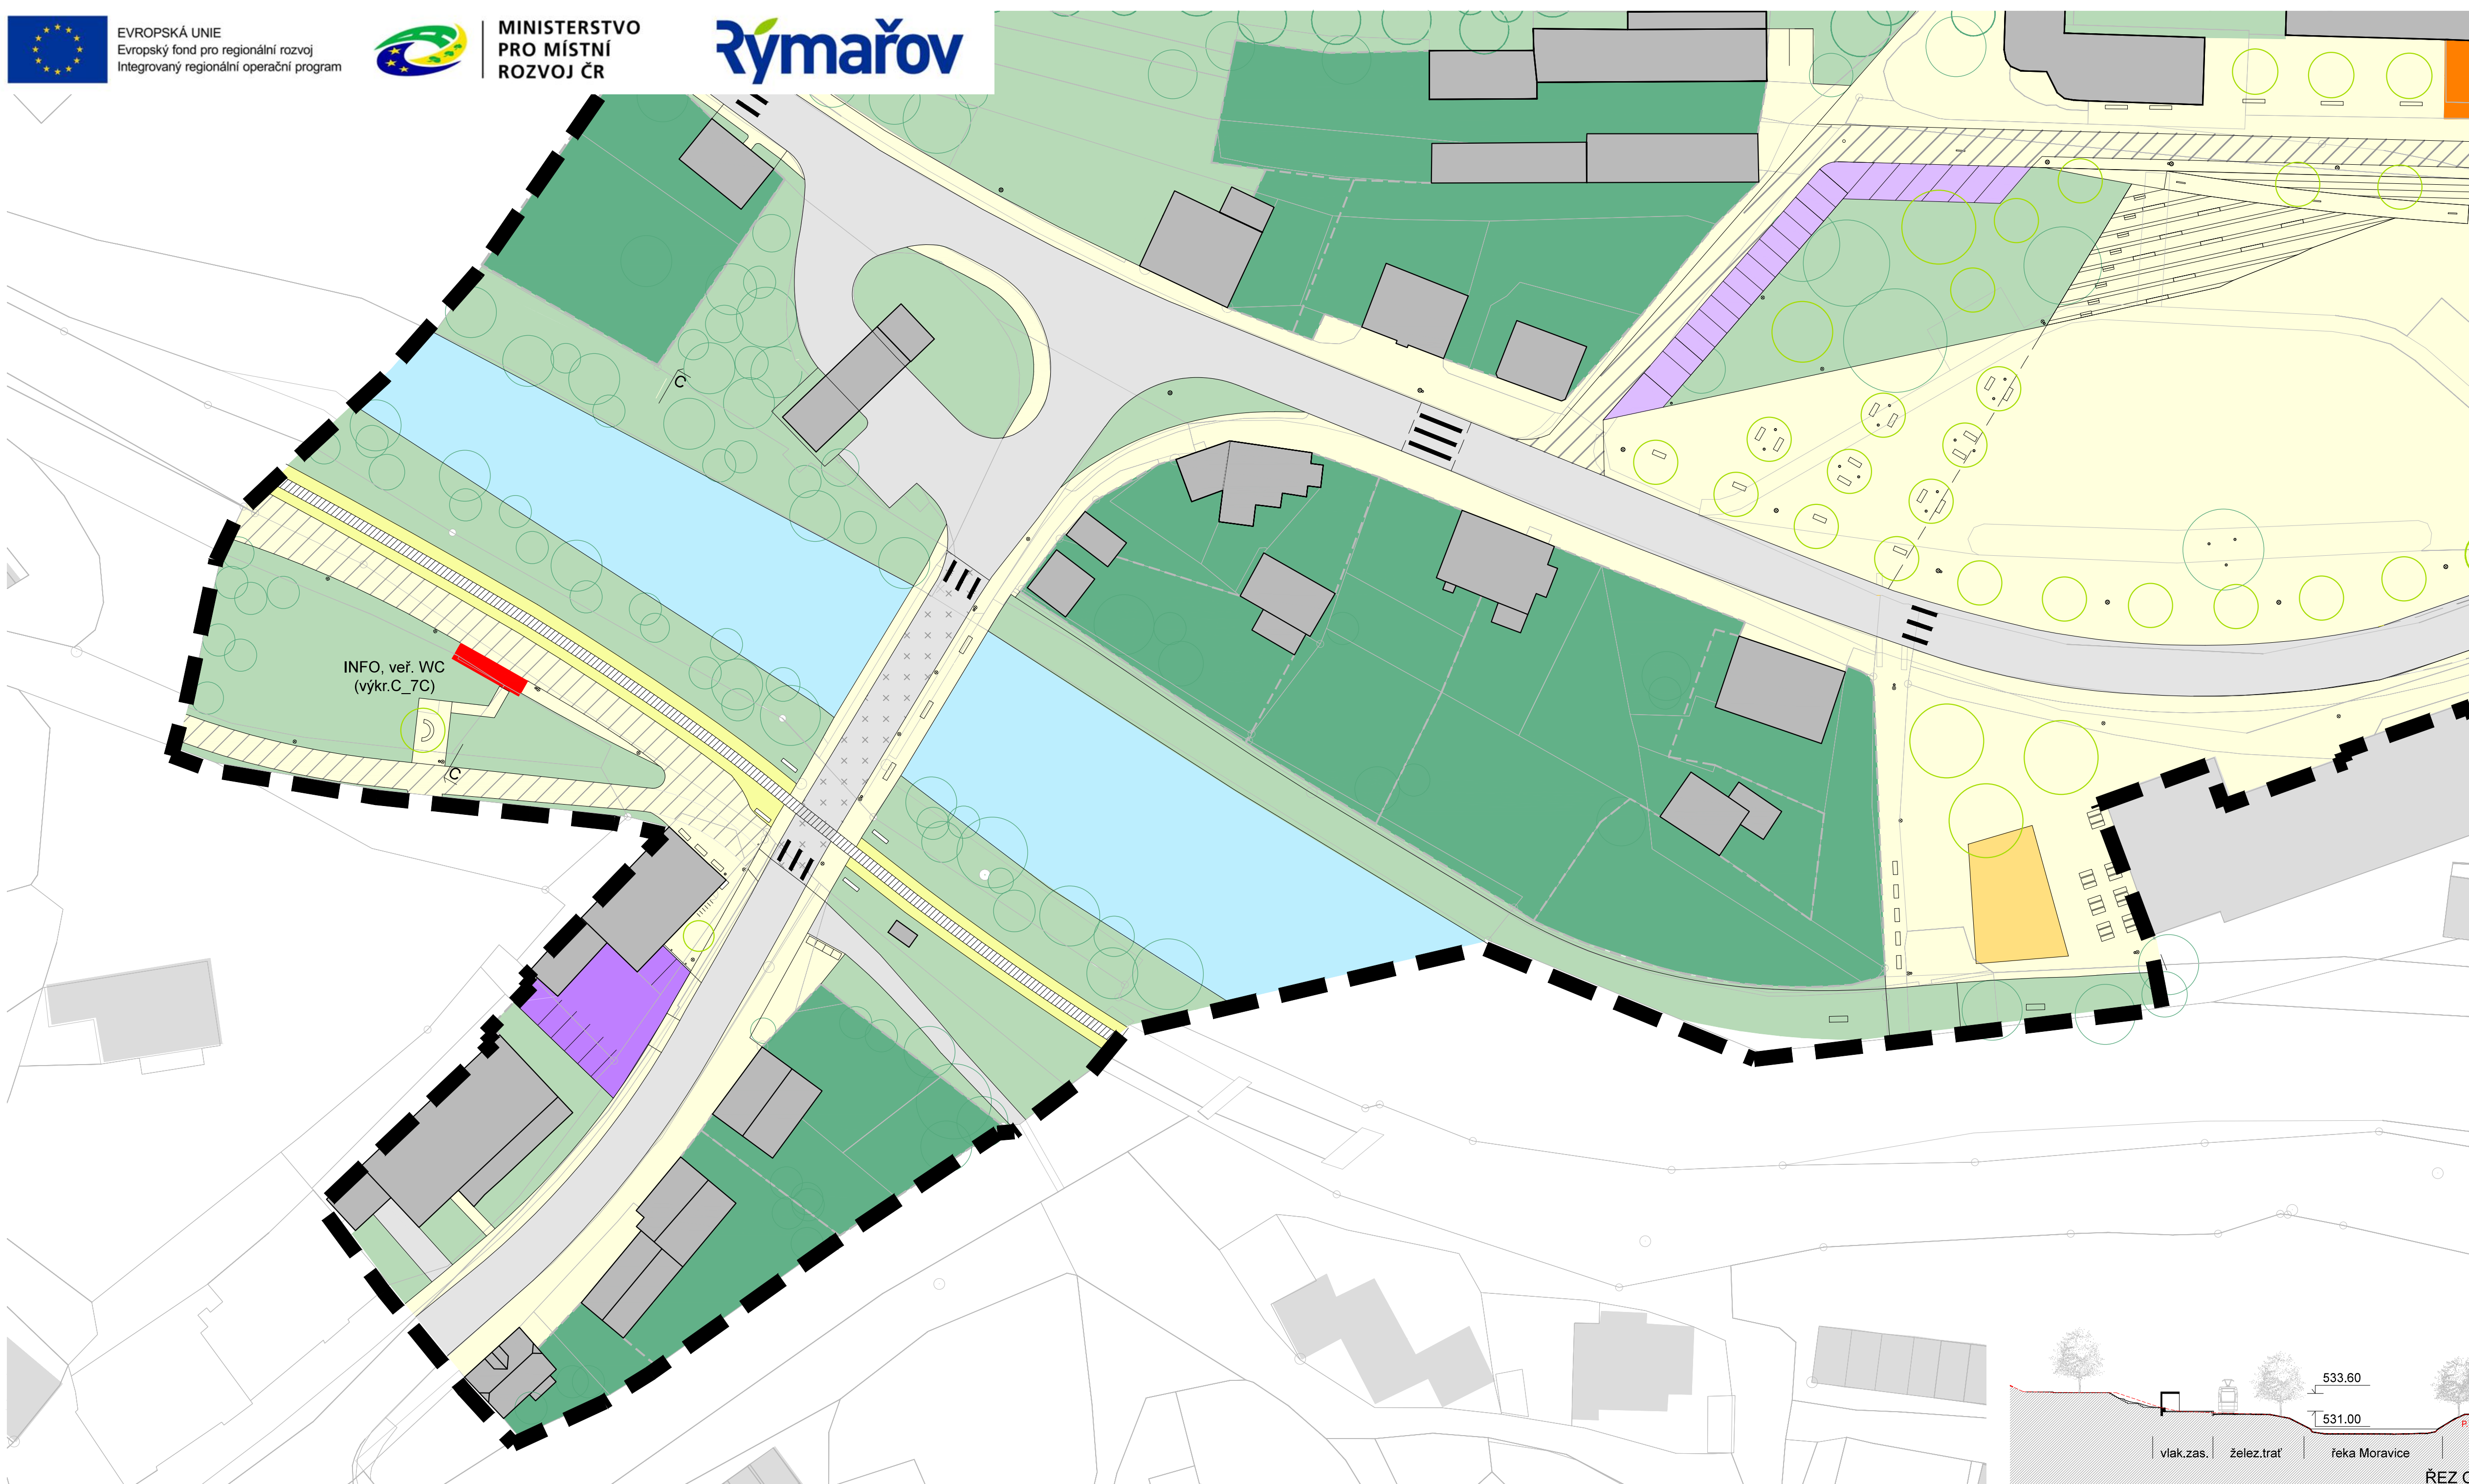 EVROPSKÁ UNIE
Evropský fond pro regionální rozvoj
Integrovaný regionální operační program
MINISTERSTVO
PRO MÍSTNÍ
ROZVOJ ČR
Rýmařov
C
INFO, veř. WC
(výkr.C_7C)
C
533.60
531.00
vlak.zas.
želez.trať
řeka Moravice
ŘEZ